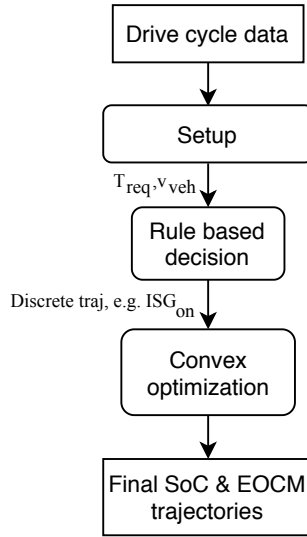 Drive cycle data
Setup
T_req,v_veh
Rule based
decision
Discrete traj, e.g. ISG_on
Convex
optimization
Final SoC & EOCM
trajectories